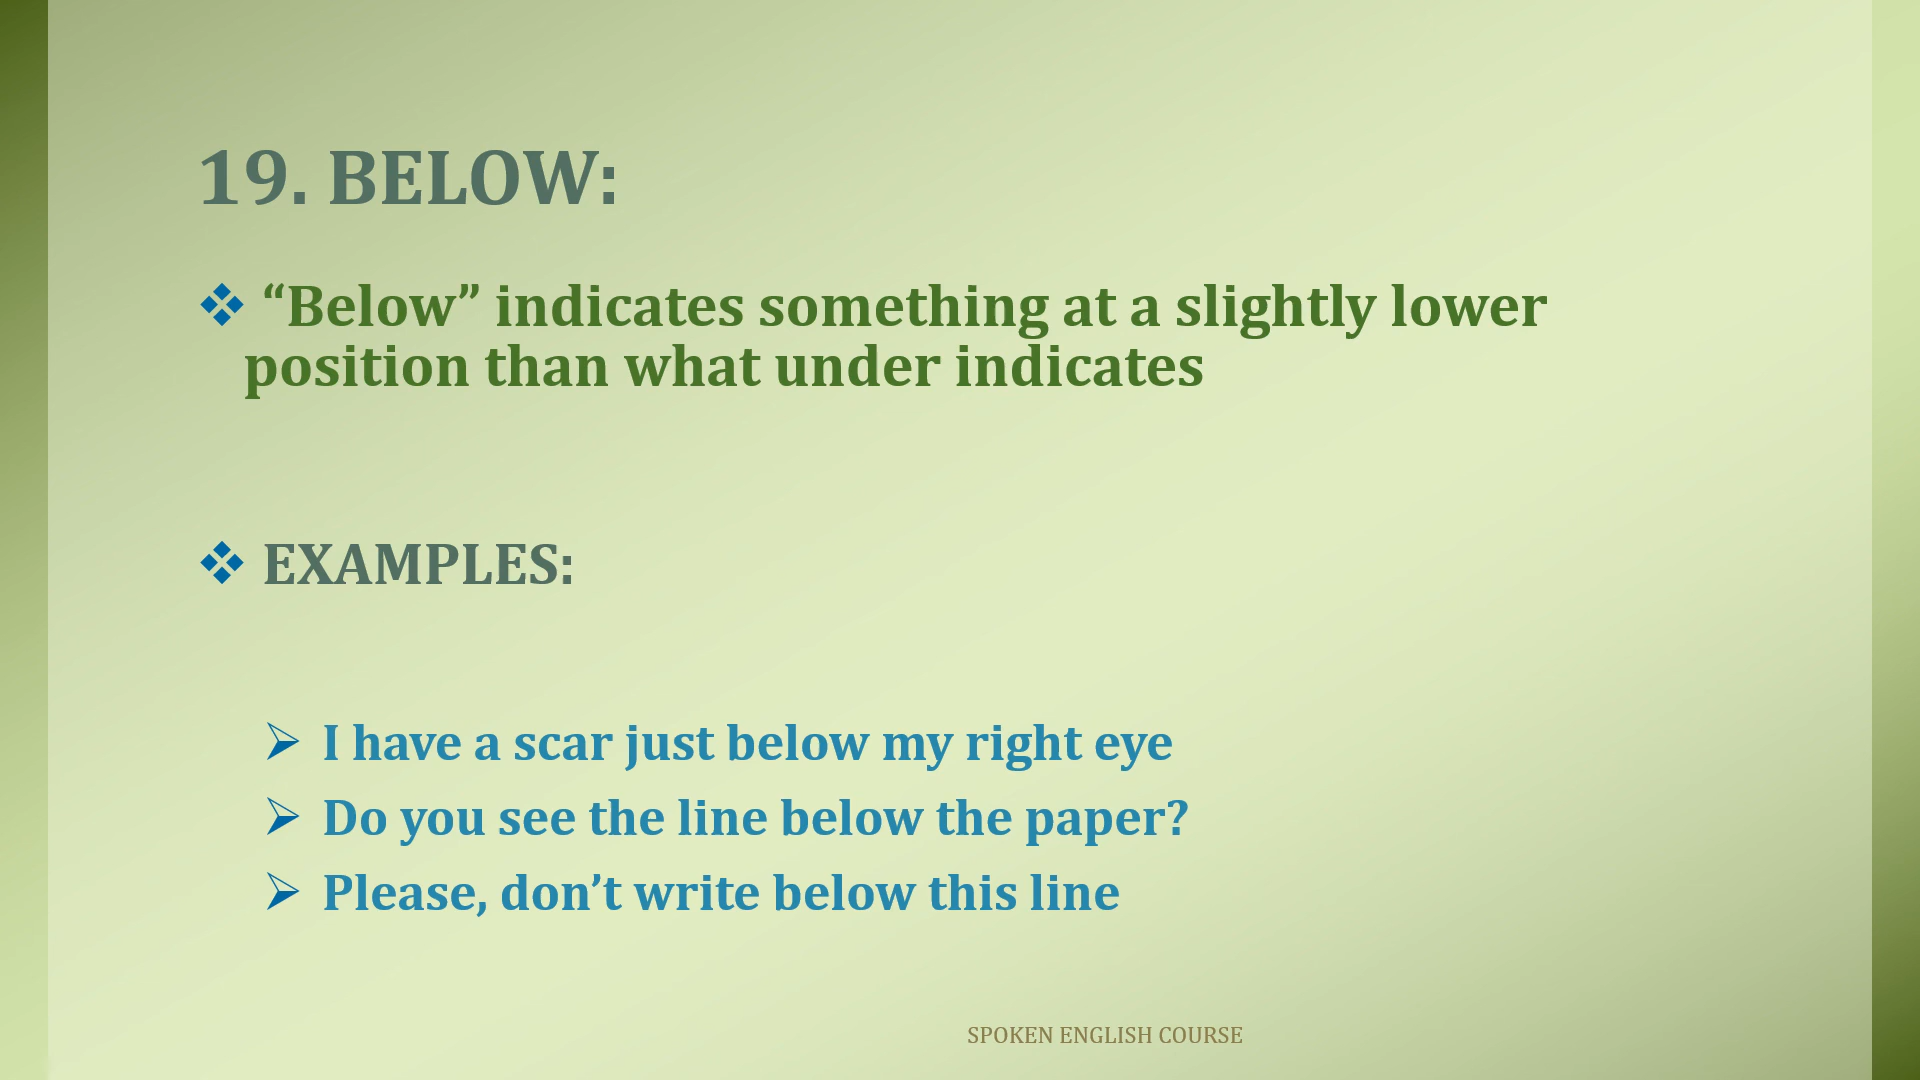 19. BELOW:
“Below” indicates something at a slightly lower
position than what under indicates
EXAMPLES:
I have a scar just below my right eye
Do you see the line below the paper?
Please, don’t write below this line
SPOKEN ENGLISH COURSE